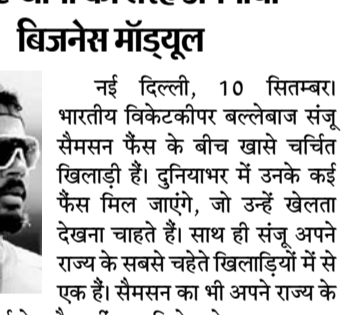 बिजनेस मॉड्यूल
नई दिल्ली, 10 सितम्बर।
भारतीय विकेटकीपर बल्लेबाज संजू
सैमसन फैंस के बीच खासे चर्चित
खिलाड़ी हैं। दुनियाभर में उनके कई
फैंस मिल जाएंगे, जो उन्हें खेलता
देखना चाहते हैं। साथ ही संजू अपने
राज्य के सबसे चहेते खिलाड़ियों में से
एक हैं। सैमसन का भी अपने राज्य के